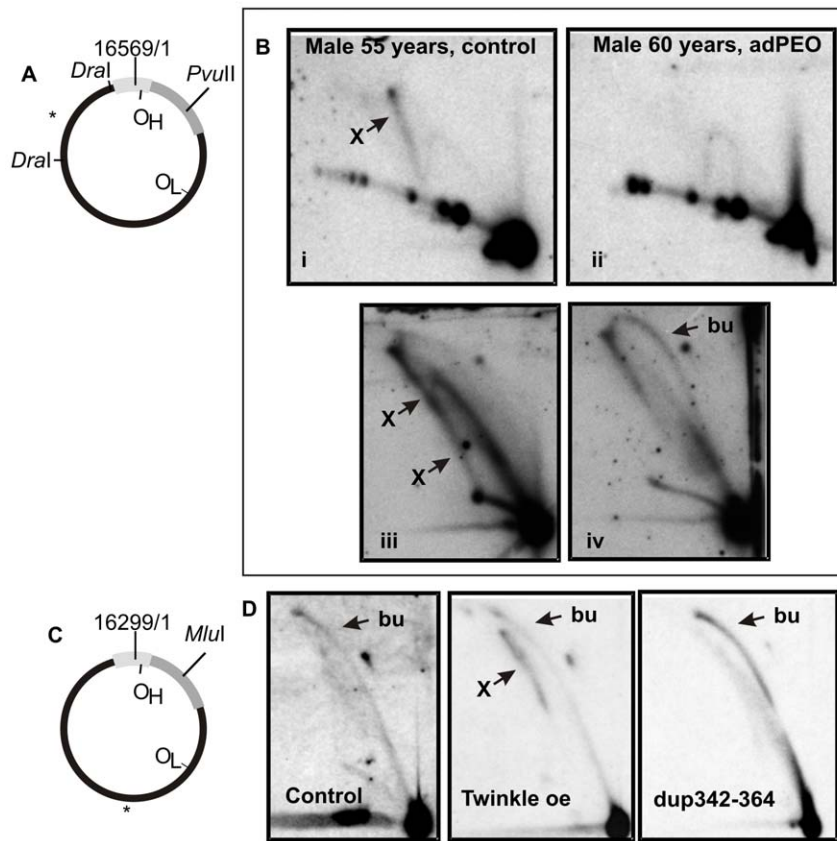 A
16569/1
DraI
PvuII
*
OH
DraI
OL
B
Male 55 years, control
X
i
Male 60 years, adPEO
ii
X
X
iii
bu
iv
C
16299/1
MluI
OH
OL
*
D
bu
Control
bu
X
Twinkle oe
bu
dup342-364